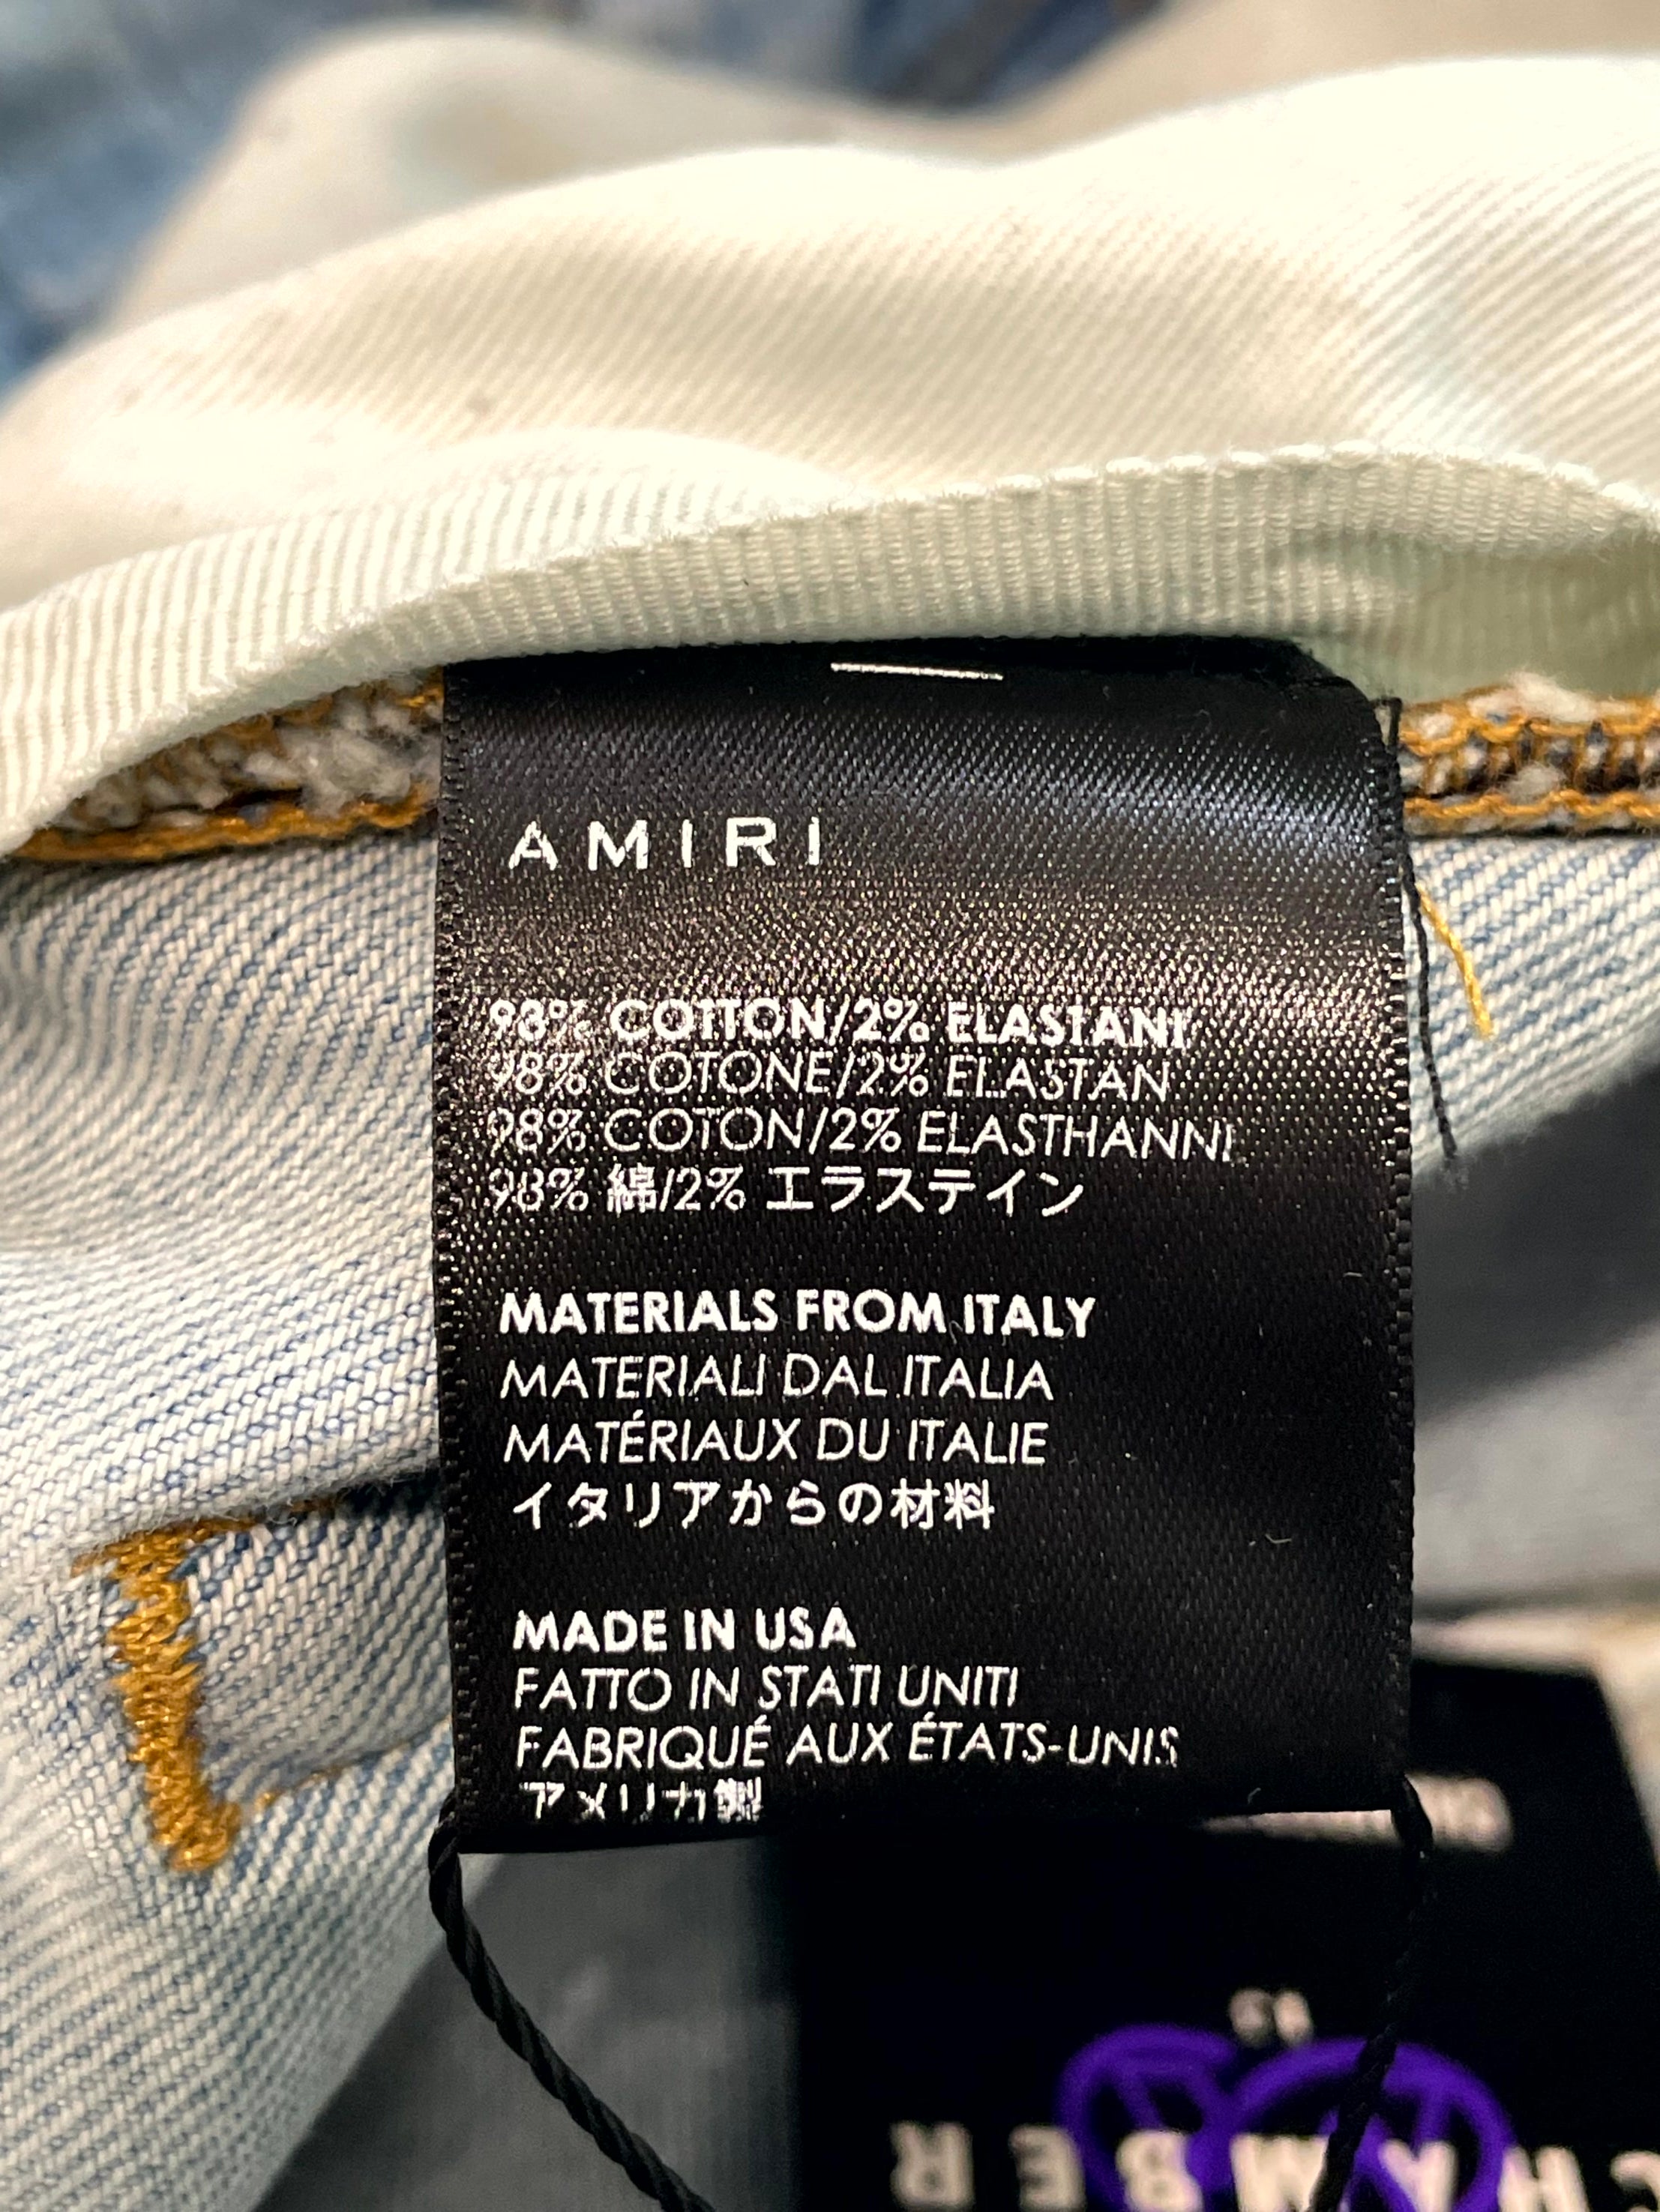 AMIRI
98% COTTON/2% ELASTANE
98% COTONE/2% ELASTAN
98% COTON/2% ELASTHANNE
98% 綿/2% エラステイン
MATERIALS FROM ITALY
MATERIALI DAL ITALIA
MATÉRIAUX DU ITALIE
イタリアからの材料
MADE IN USA
FATTO IN STATI UNITI
FABRIQUÉ AUX ÉTATS-UNIS
アメリカ製
CHAMBER